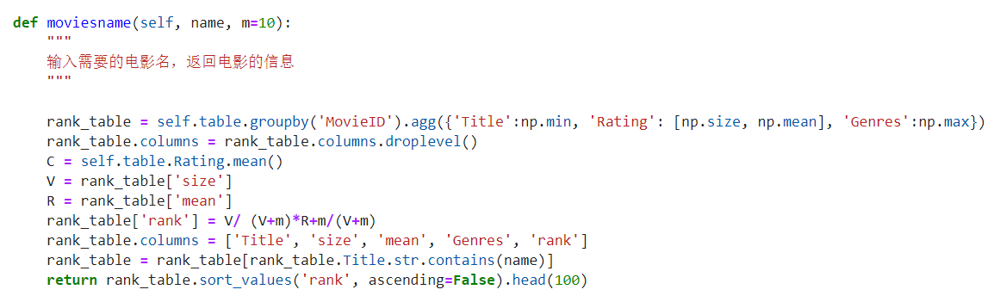 def moviesname(self, name, m=10):
    """
    输入需要的电影名，返回电影的信息
    """
    rank_table = self.table.groupby('MovieID').agg({'Title':np.min, 'Rating': [np.size, np.mean], 'Genres':np.max})
    rank_table.columns = rank_table.columns.droplevel()
    C = self.table.Rating.mean()
    V = rank_table['size']
    R = rank_table['mean']
    rank_table['rank'] = V/ (V+m)*R+m/(V+m)
    rank_table.columns = ['Title', 'size', 'mean', 'Genres', 'rank']
    rank_table = rank_table[rank_table.Title.str.contains(name)]
    return rank_table.sort_values('rank', ascending=False).head(100)